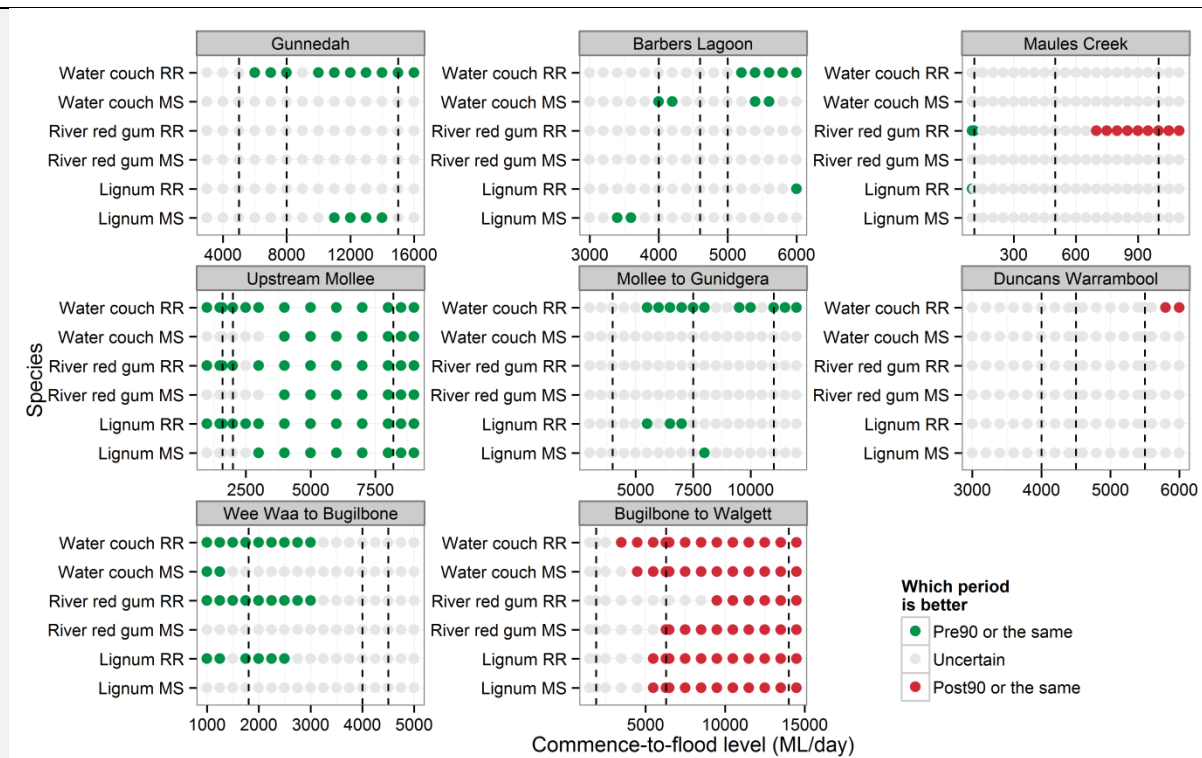 Gunnedah
Water couch RR
Water couch MS
River red gum RR
River red gum MS
Lignum RR
Lignum MS
4000 8000 12000 16000
Barbers Lagoon
Water couch RR
Water couch MS
River red gum RR
River red gum MS
Lignum RR
Lignum MS
3000 4000 5000 6000
Maules Creek
Water couch RR
Water couch MS
River red gum RR
River red gum MS
Lignum RR
Lignum MS
300 600 900
Species
Upstream Mollee
Water couch RR
Water couch MS
River red gum RR
River red gum MS
Lignum RR
Lignum MS
2500 5000 7500
Mollee to Gunidgera
Water couch RR
Water couch MS
River red gum RR
River red gum MS
Lignum RR
Lignum MS
5000 7500 10000
Duncans Warrambool
Water couch RR
Water couch MS
River red gum RR
River red gum MS
Lignum RR
Lignum MS
3000 4000 5000 6000
Wee Waa to Bugilbone
Water couch RR
Water couch MS
River red gum RR
River red gum MS
Lignum RR
Lignum MS
1000 2000 3000 4000 5000
Bugilbone to Walgett
Water couch RR
Water couch MS
River red gum RR
River red gum MS
Lignum RR
Lignum MS
5000 10000 15000
Commence-to-flood level (ML/day)
Which period
is better
Pre90 or the same
Uncertain
Post90 or the same